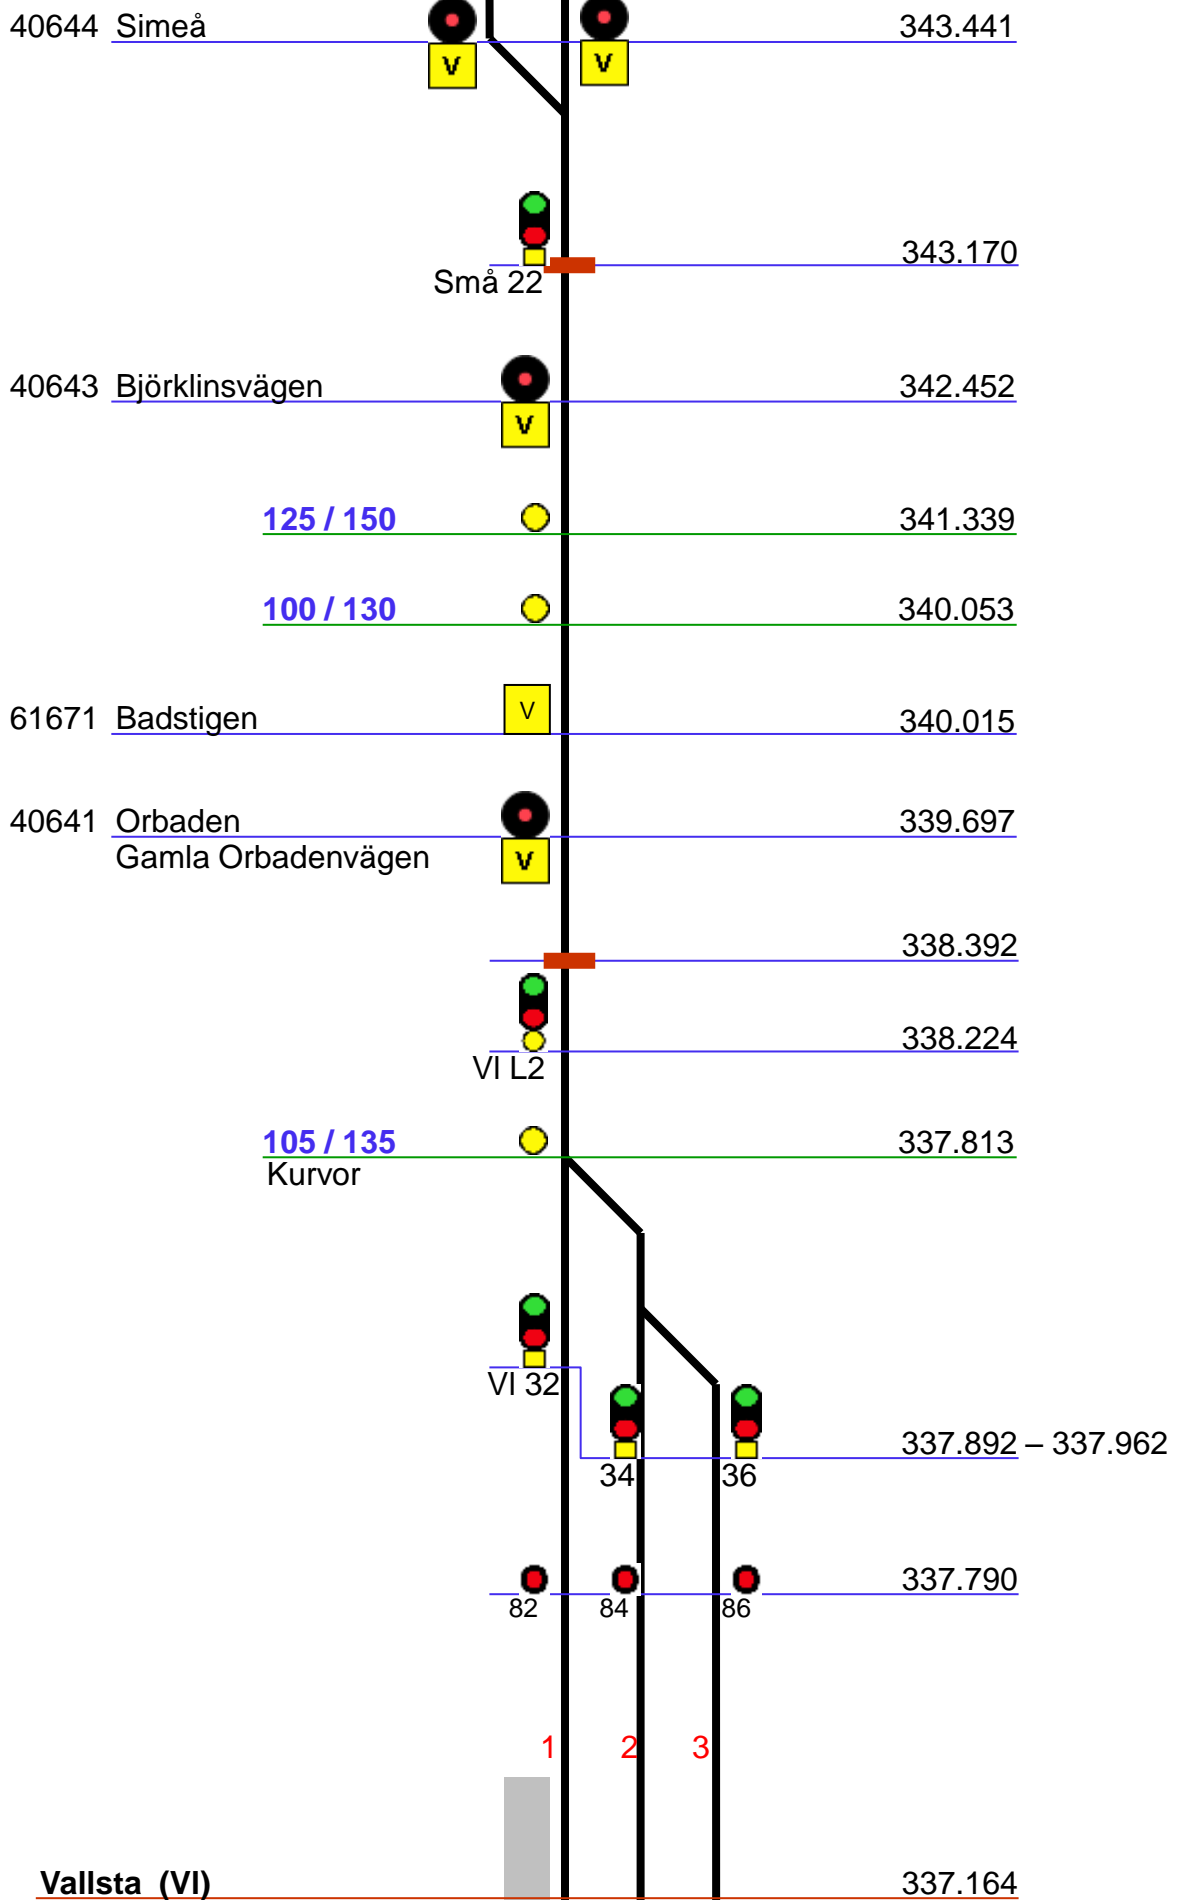 40644 Simeå 343.441
V V
343.170
Små 22
40643 Björklinsvägen 342.452
V
125 / 150 341.339
100 / 130 340.053
61671 Badstigen V 340.015
40641 Orbaden 339.697
Gamla Orbadenvägen V
338.392
338.224
Vl L2
105 / 135 337.813
Kurvor
Vl 32
337.892 – 337.962
34 36
337.790
82 84 86
1 2 3
Vallsta (Vl) 337.164